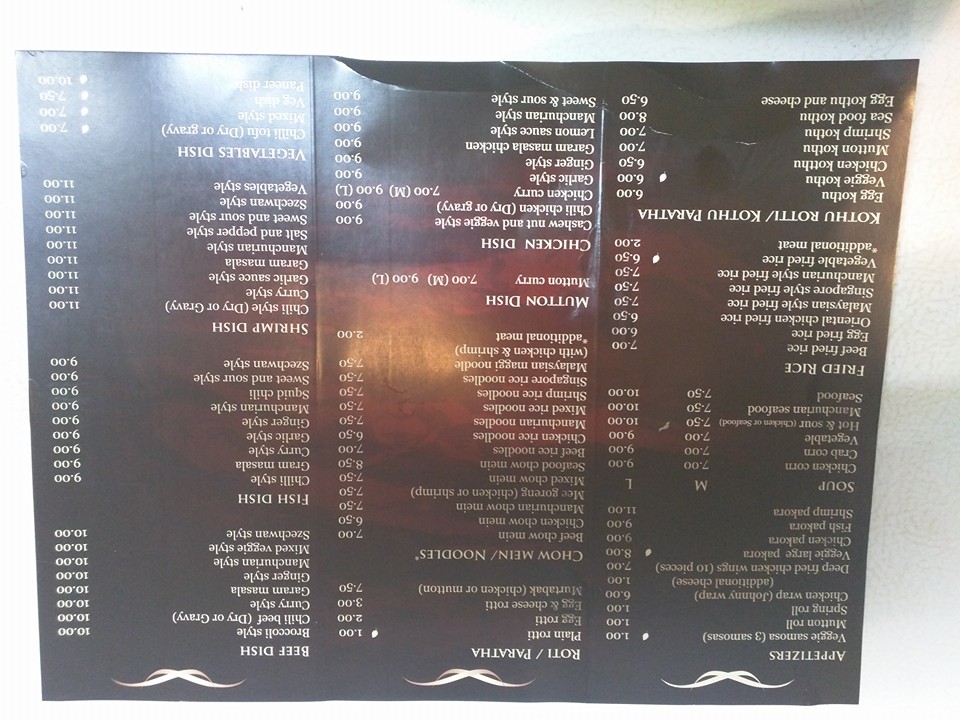 APPETIZERS
Veggie samosa (3 samosas) 1.00
Mutton roll 1.00
Spring roll 1.00
Chicken wrap (Johnny wrap) 6.00
(additional cheese) 1.00
Deep fried chicken wings (10 pieces) 7.00
Veggie large pakora 8.00
Chicken pakora 9.00
Fish pakora 9.00
Shrimp pakora 11.00
SOUP M L
Chicken corn 7.00 9.00
Crab corn 7.00 9.00
Vegetable 7.00 9.00
Hot & sour (Chicken or Seafood) 7.50 10.00
Manchurian seafood 7.50 10.00
Seafood 7.50 10.00
FRIED RICE
Beef fried rice 7.00
Egg fried rice 6.00
Oriental chicken fried rice 6.50
Malaysian style fried rice 7.50
Singapore style fried rice 7.50
Manchurian style fried rice 7.50
Vegetable fried rice 6.50
*additional meat 2.00
KOTHU ROTTI/ KOTHU PARATHA
Egg kothu 6.00
Veggie kothu 6.00
Chicken kotthu 6.50
Mutton kothu 7.00
Shrimp kothu 7.00
Sea food kothu 8.00
Egg kothu and cheese 6.50
ROTI / PARATHA
Plain rotti 1.00
Egg rotti 2.00
Egg & cheese rotti 3.00
Murtabak (chicken or mutton) 7.50
CHOW MEIN/ NOODLES*
Beef chow mein 7.00
Chicken chow mein 6.50
Manchurian chow mein 7.50
Mee goreng (chicken or shrimp) 7.50
Mixed chow mein 7.50
Seafood chow mein 8.50
Beef rice noodles 7.00
Chicken rice noodles 6.50
Manchurian noodles 7.50
Mixed rice noodles 7.50
Shrimp rice noodles 7.50
Singapore rice noodles 7.50
Malaysian maggi noodle 7.50
(with chicken & shrimp)
*additional meat 2.00
MUTTON DISH
Mutton curry 7.00 (M) 9.00 (L)
CHICKEN DISH
Cashew and nut veggie style 9.00
Chili chicken (Dry or gravy) 9.00
Chicken curry 7.00 (M) 9.00 (L)
Garlic style 9.00
Ginger style 9.00
Garam masala chicken 9.00
Lemon sauce style 9.00
Manchurian style 9.00
Sweet & sour style 9.00
BEEF DISH
Broccoli style 10.00
Chili beef (Dry or Gravy) 10.00
Curry style 10.00
Garam masala 10.00
Ginger style 10.00
Manchurian style 10.00
Mixed veggie style 10.00
Szechwan style 10.00
FISH DISH
Chilli style 9.00
Gram masala 9.00
Curry style 9.00
Garlic style 9.00
Ginger style 9.00
Manchurian style 9.00
Squid chili 9.00
Sweet and sour style 9.00
Szechwan style 9.00
SHRIMP DISH
Chili style (Dry or Gravy) 11.00
Curry style 11.00
Garlic sauce style 11.00
Garam masala 11.00
Manchurian style 11.00
Salt and pepper style 11.00
Sweet and sour style 11.00
Szechwan style 11.00
Vegetables style 11.00
VEGETABLES DISH
Chilli tofu (Dry or gravy) 7.00
Mixed style 7.00
Veg dish 7.50
Paneer dish 10.00